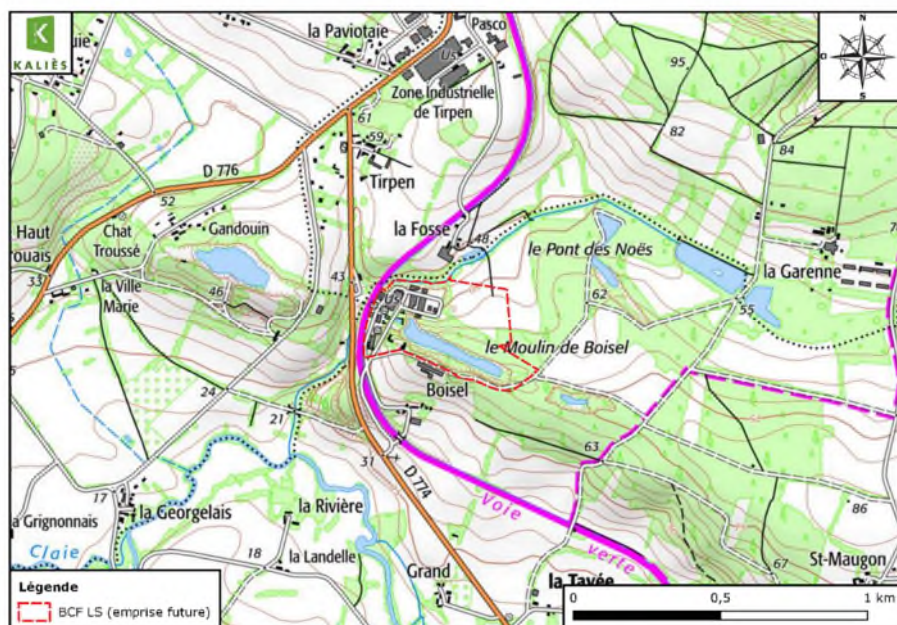 KALIÈS
la Paviotaie
Pasco
N
O
S
Us
Zone Industrielle
de Tirpen
95
82
84
61
59
Tirpen
D 776
52
Haut
rouais
Chat
Troussé
Gandouin
33
la Ville
Marie
46
43
la Fosse
48
le Pont des Noës
la Garenne
62
55
le Moulin de Boisel
Boisel
24
21
31
D 774
63
17
la Georgelais
la Rivière
a Grignonnais
Claie
18
la Landelle
Voie
verte
86
67
St-Maugon
Grand
la Tavée
Légende
BCF LS (emprise future)
0
0,5
1 km